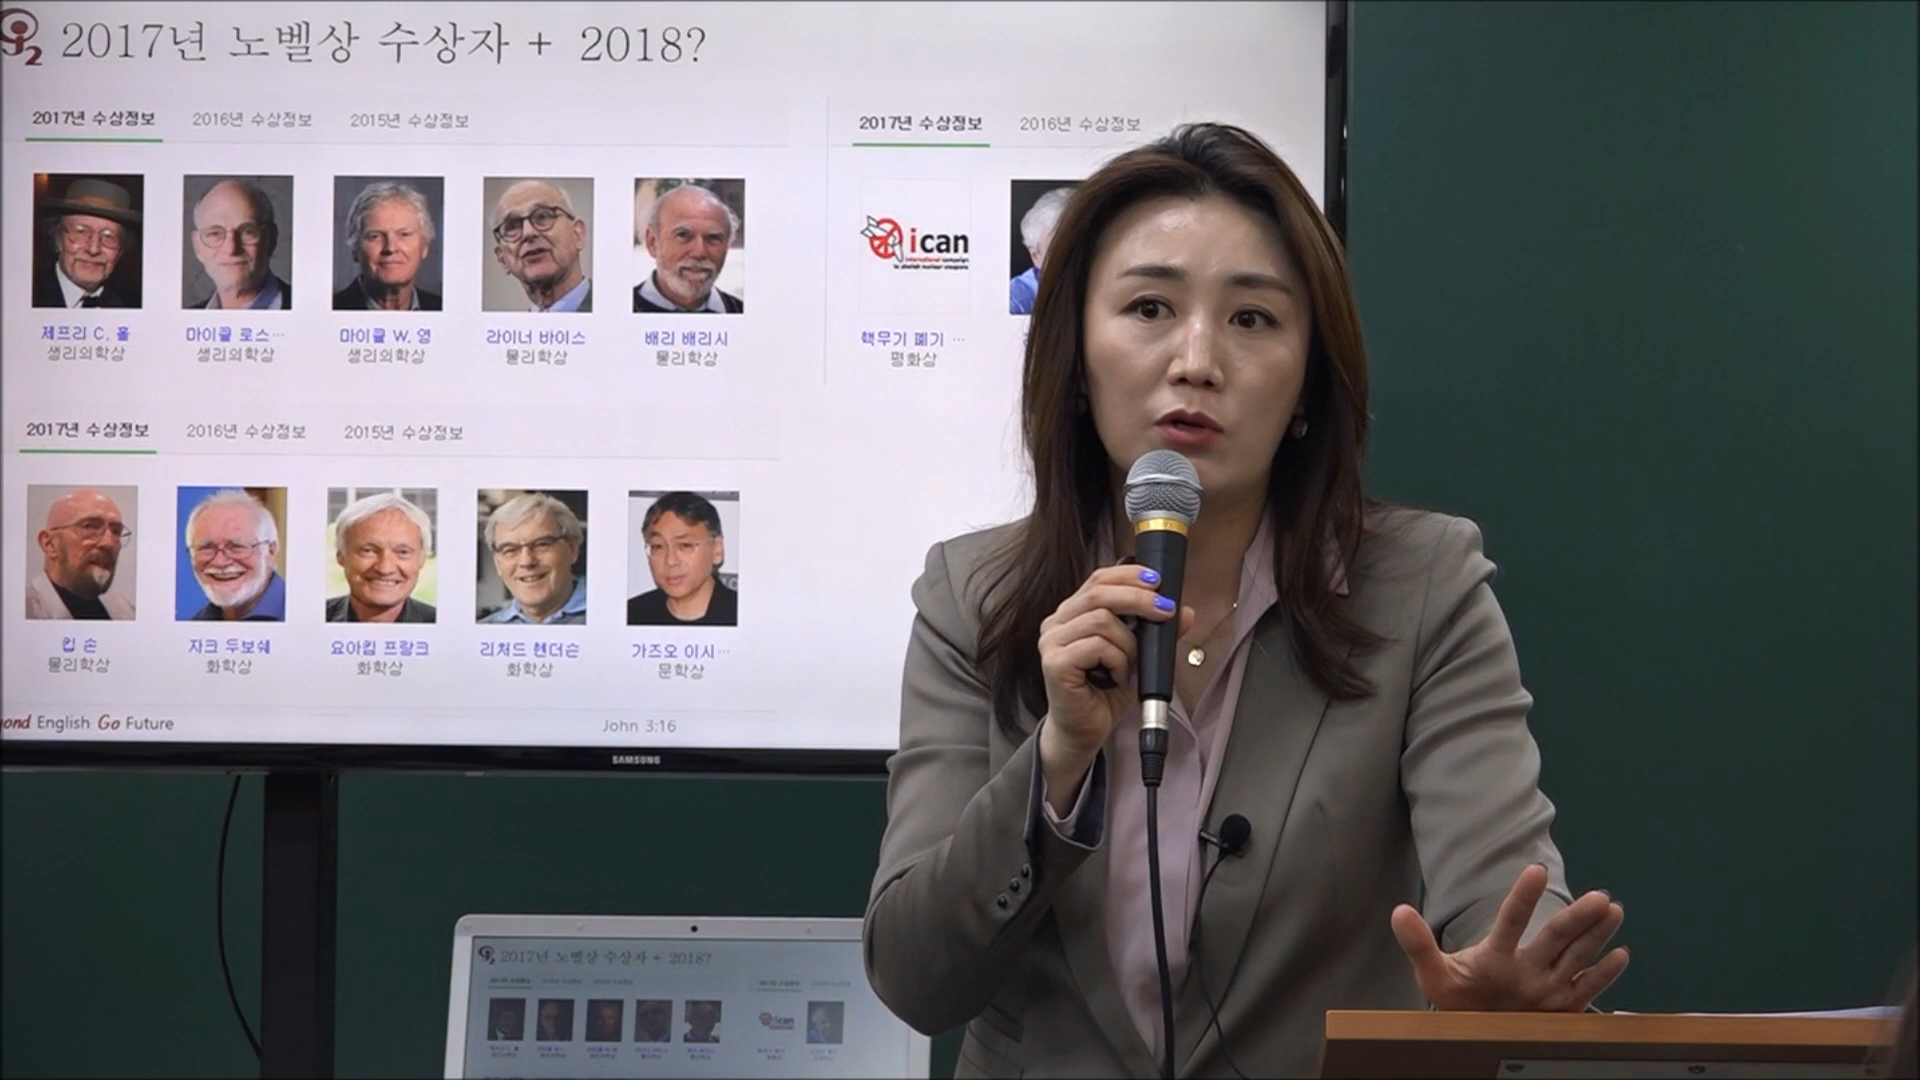 2017년 노벨상 수상자 + 2018?
2017년 수상정보 2016년 수상정보 2015년 수상정보
제프리 C. 홀 마이클 로스… 마이클 W. 영 라이너 바이스 배리 배리시
생리의학상 생리의학상 생리의학상 물리학상 물리학상
2017년 수상정보 2016년 수상정보
ican
international campaign
to abolish nuclear weapons
핵무기 폐기 …
평화상
2017년 수상정보 2016년 수상정보 2015년 수상정보
킵 손 자크 두보쉐 요아킴 프랑크 리처드 헨더슨 가즈오 이시…
물리학상 화학상 화학상 화학상 문학상
English Go Future
John 3:16
SAMSUNG
2017년 노벨상 수상자 + 2018?
ican